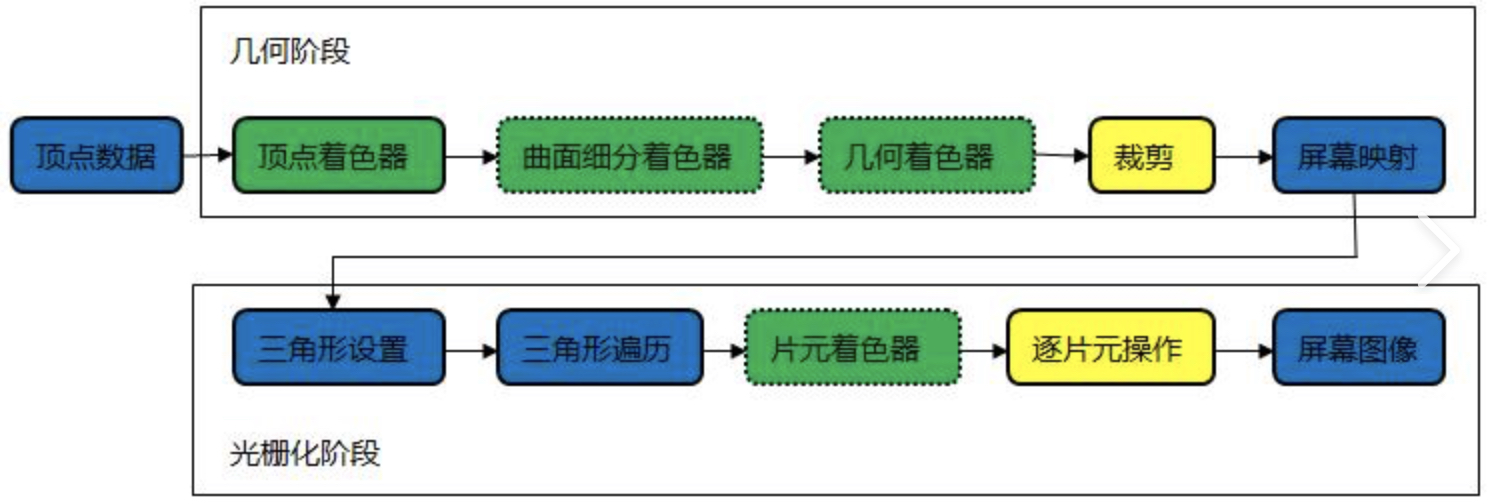 几何阶段
顶点数据
顶点着色器
曲面细分着色器
几何着色器
裁剪
屏幕映射
三角形设置
三角形遍历
片元着色器
逐片元操作
屏幕图像
光栅化阶段